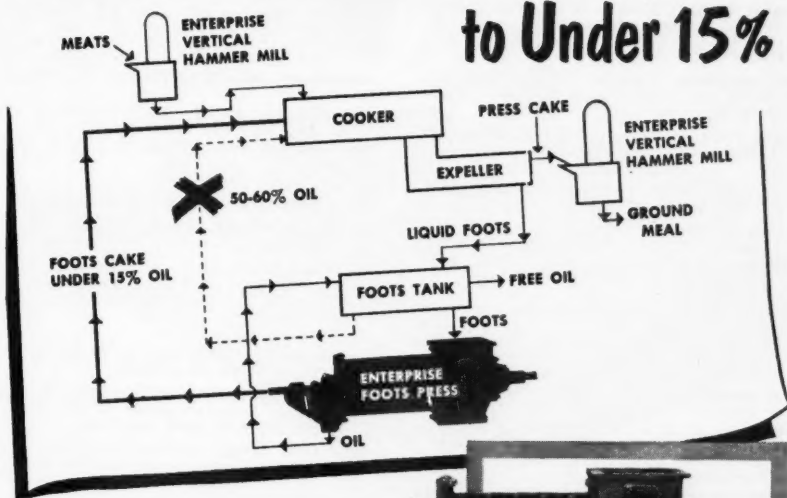 to Under 15%
MEATS
ENTERPRISE
VERTICAL
HAMMER MILL
COOKER
PRESS CAKE
ENTERPRISE
VERTICAL
HAMMER MILL
EXPELLER
50-60% OIL
GROUND
MEAL
LIQUID FOOTS
FOOTS CAKE
UNDER 15% OIL
FOOTS TANK
FREE OIL
FOOTS
ENTERPRISE
FOOTS PRESS
OIL